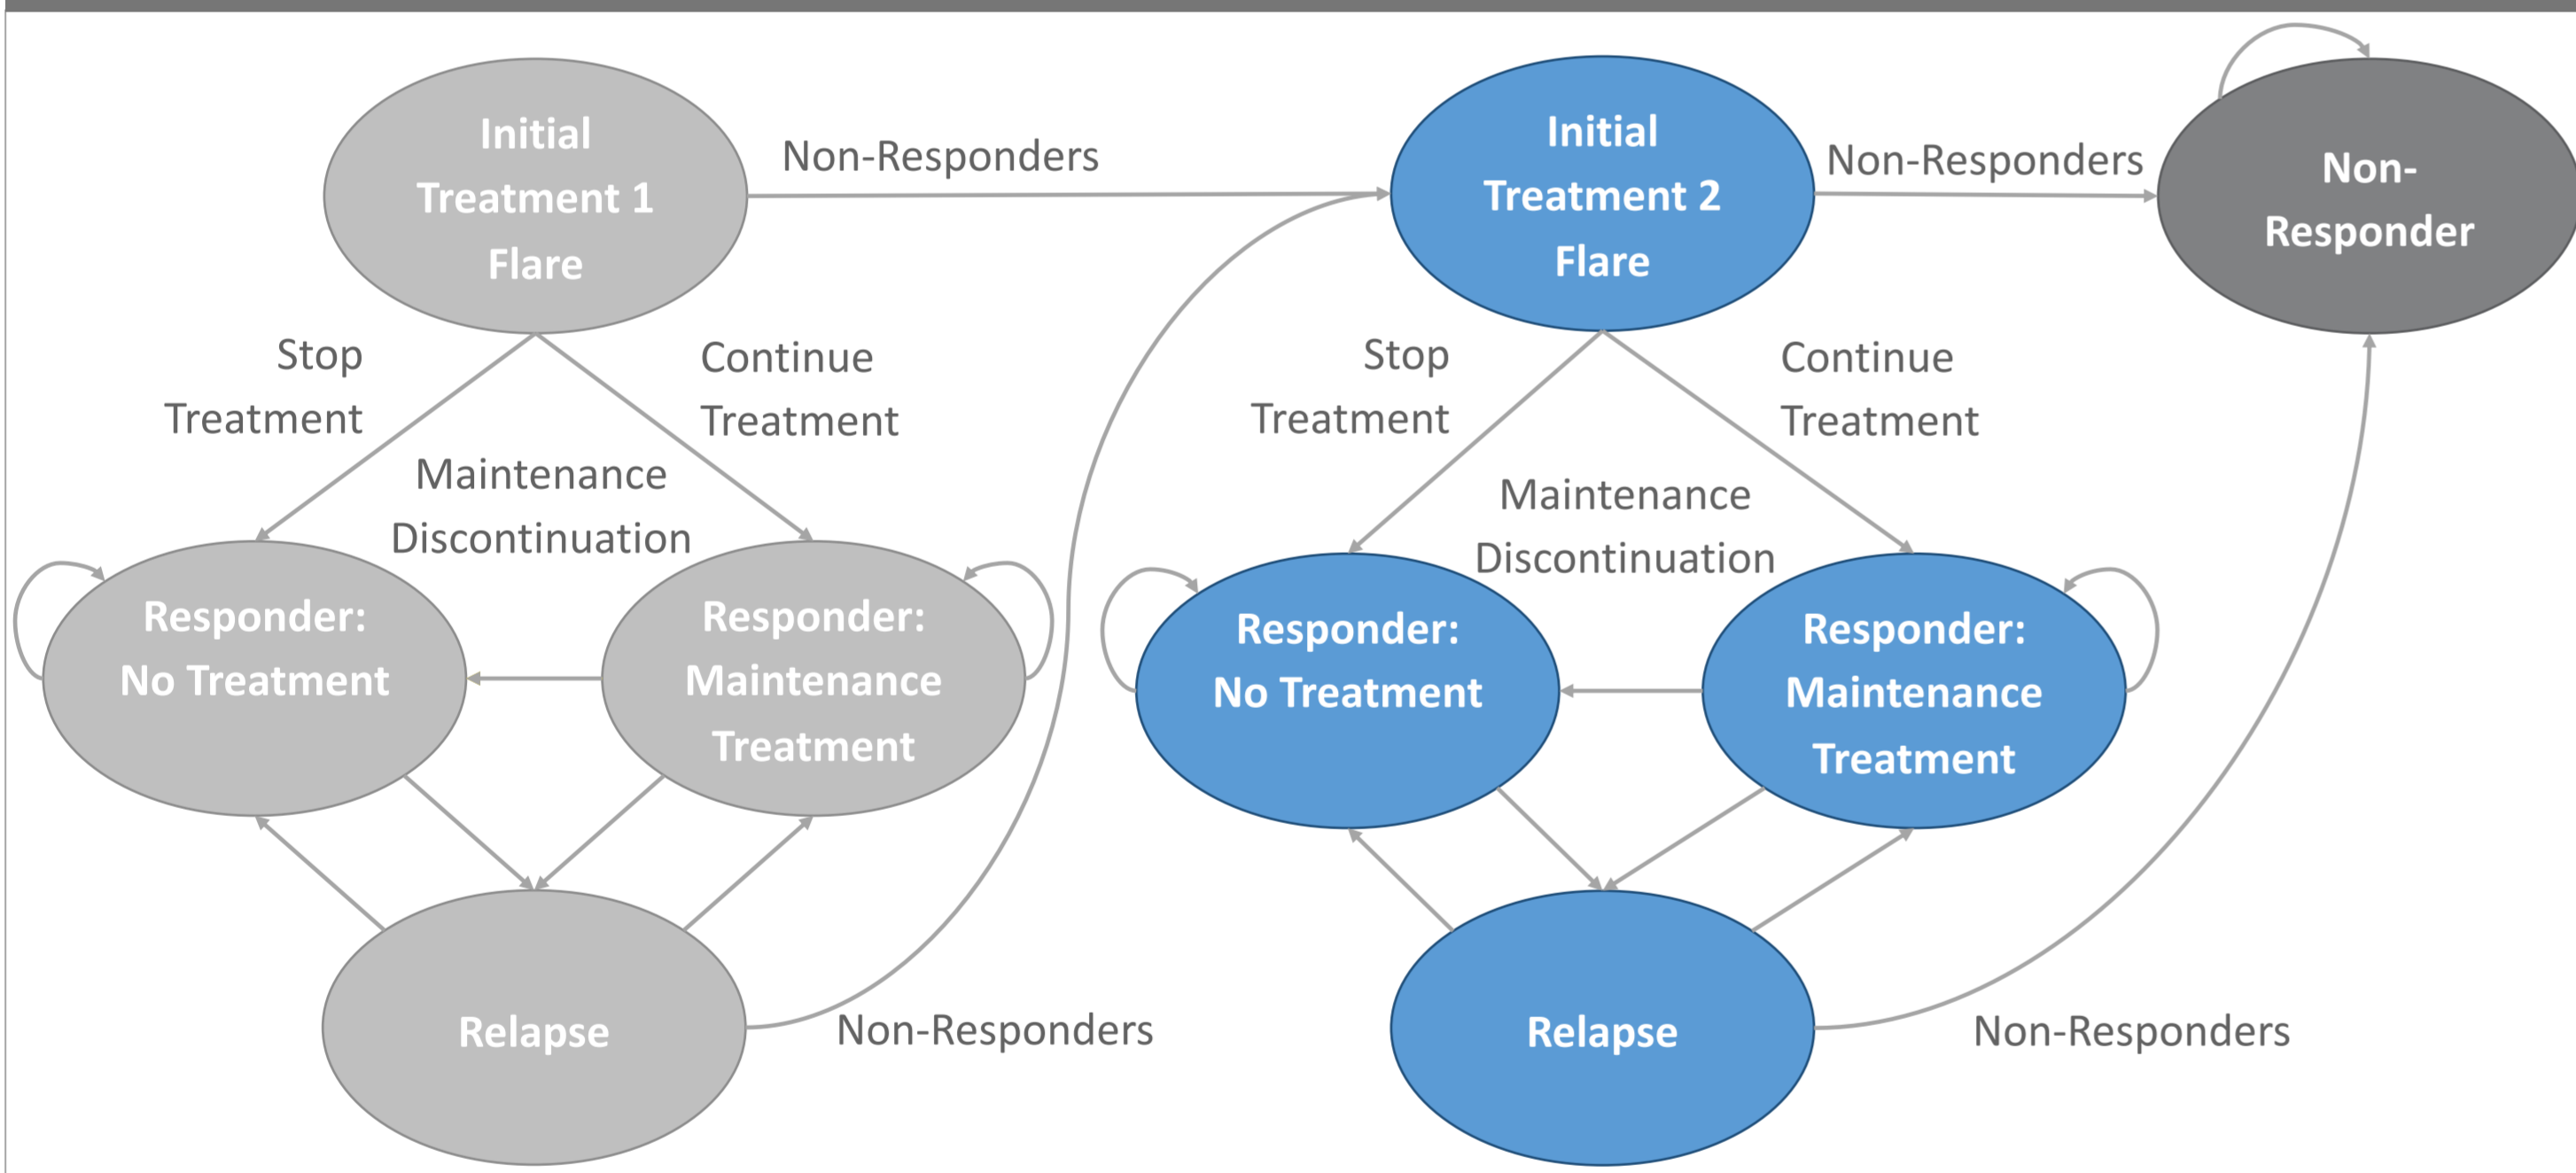 Initial
Treatment 1
Flare
Non-Responders
Initial
Treatment 2
Flare
Non-Responders
Non-
Responder
Stop
Treatment
Continue
Treatment
Maintenance
Discontinuation
Stop
Treatment
Continue
Treatment
Maintenance
Discontinuation
Responder:
No Treatment
Responder:
Maintenance
Treatment
Responder:
No Treatment
Responder:
Maintenance
Treatment
Relapse
Non-Responders
Relapse
Non-Responders